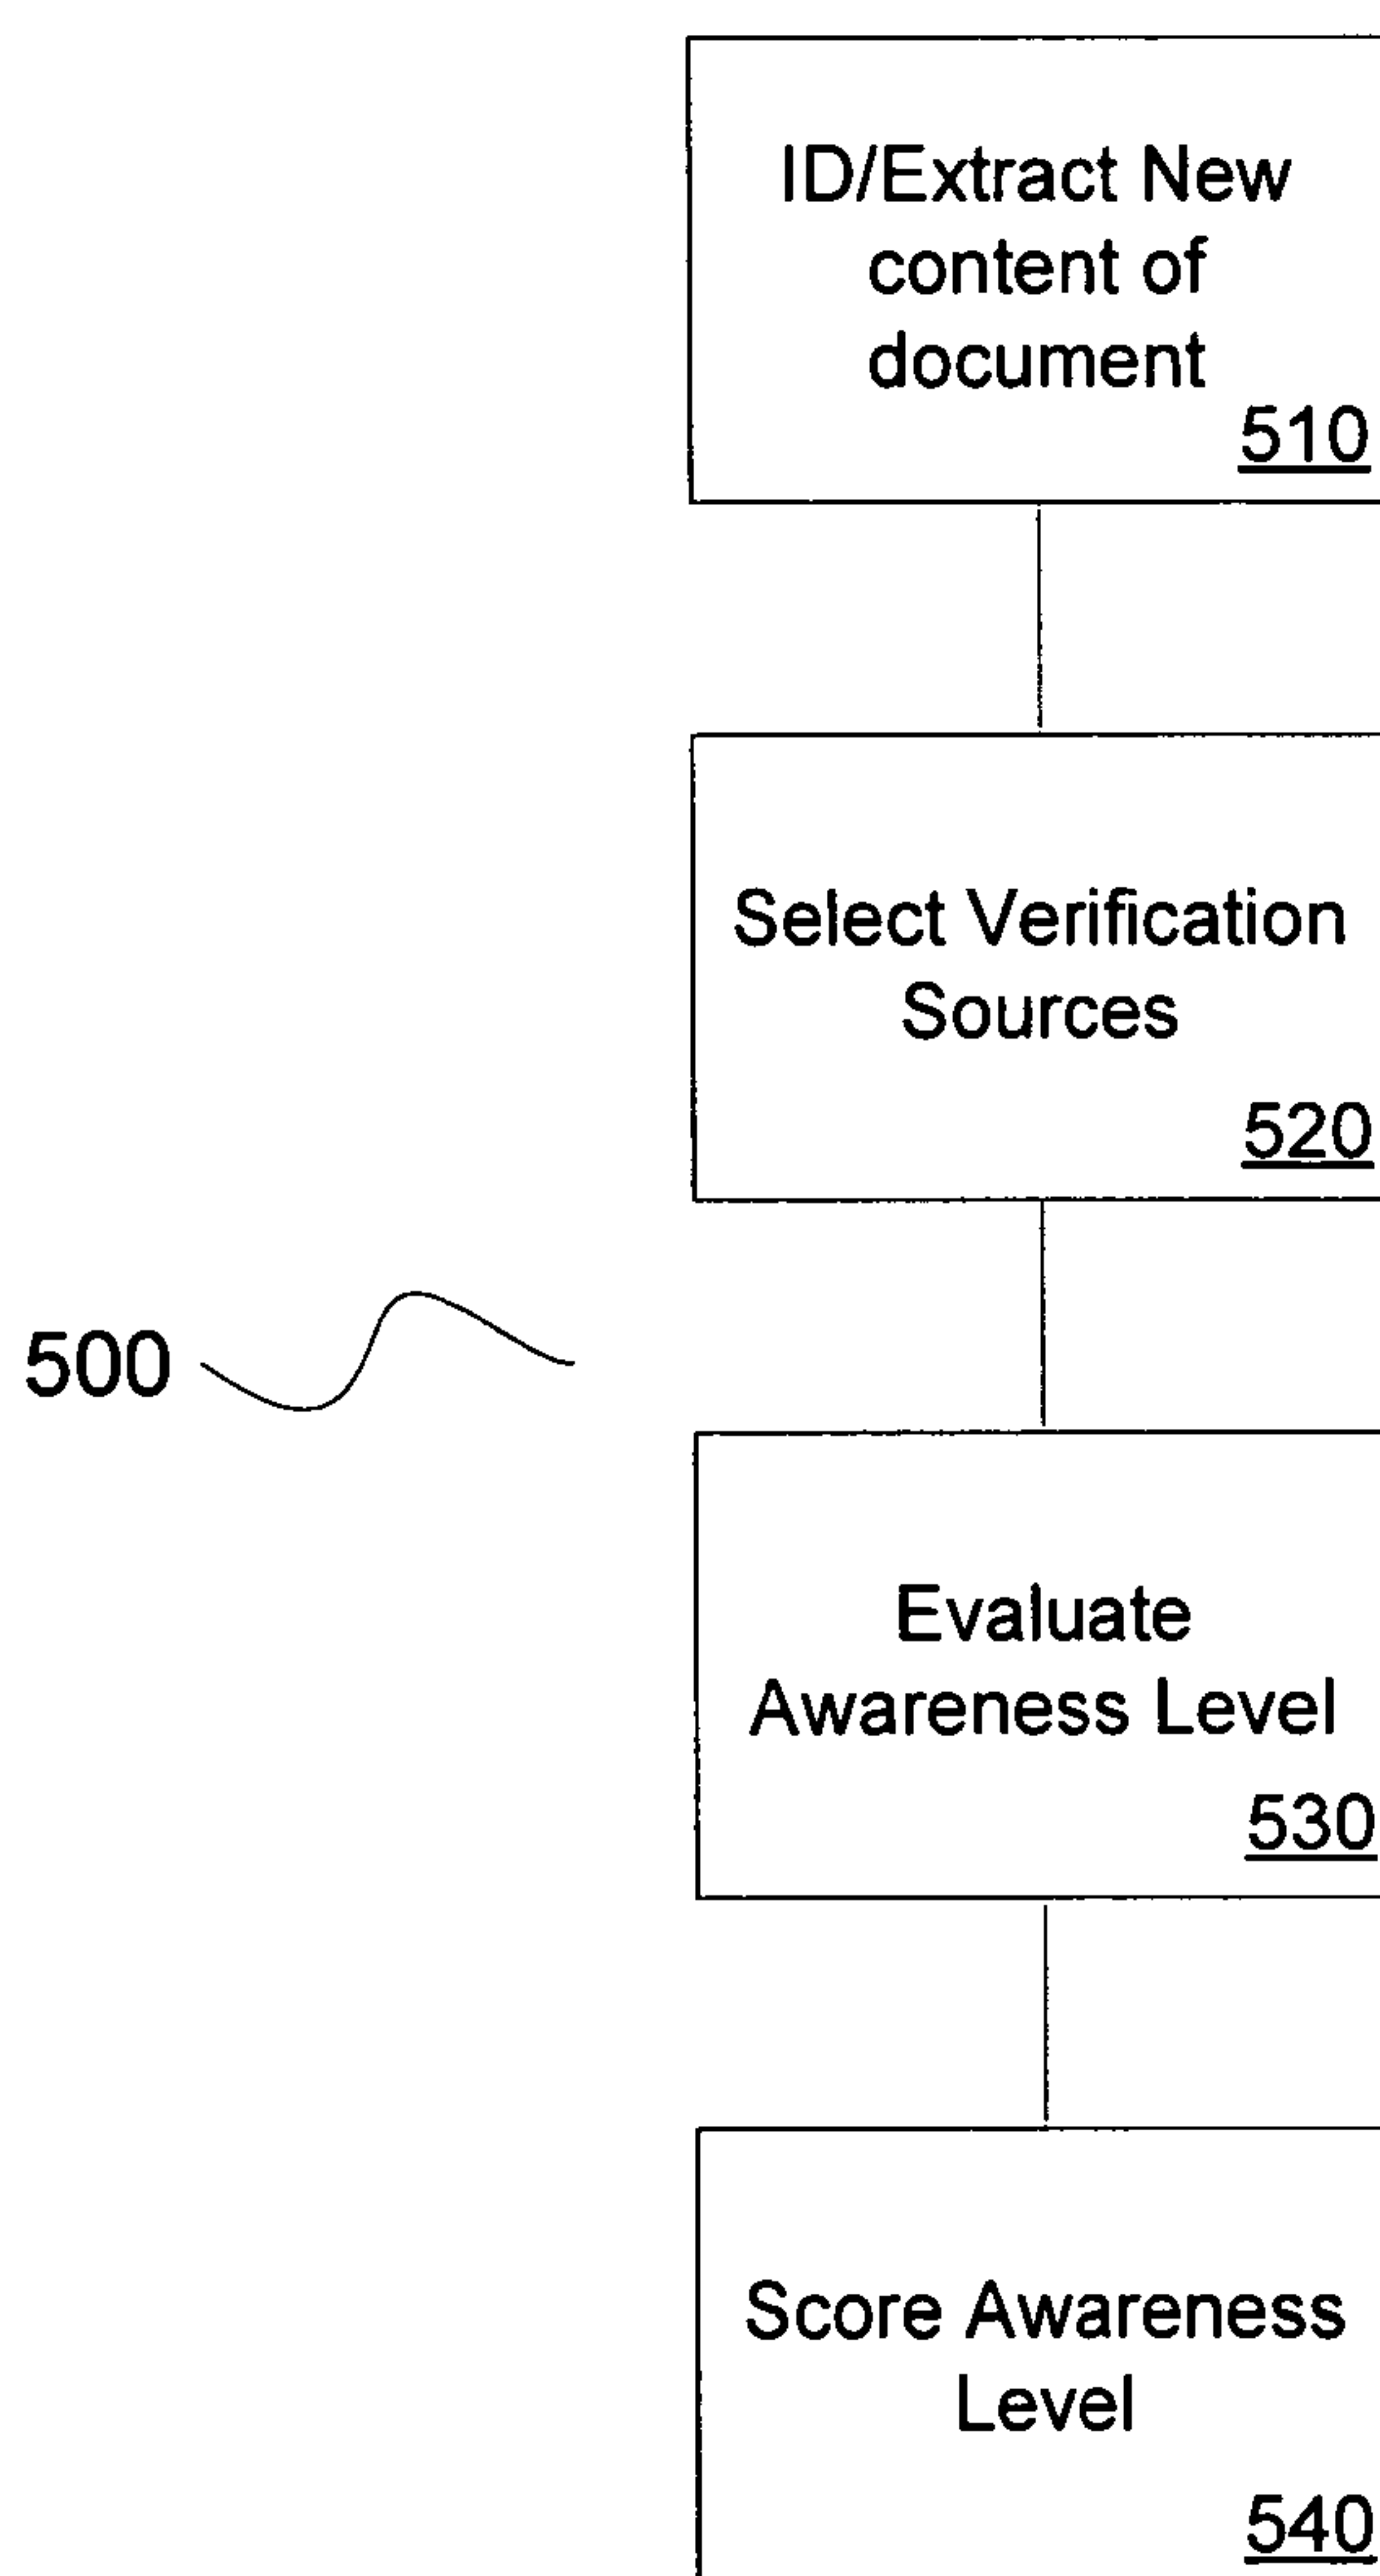 ID/Extract New
content of
document
510
Select Verification
Sources
520
500
Evaluate
Awareness Level
530
Score Awareness
Level
540